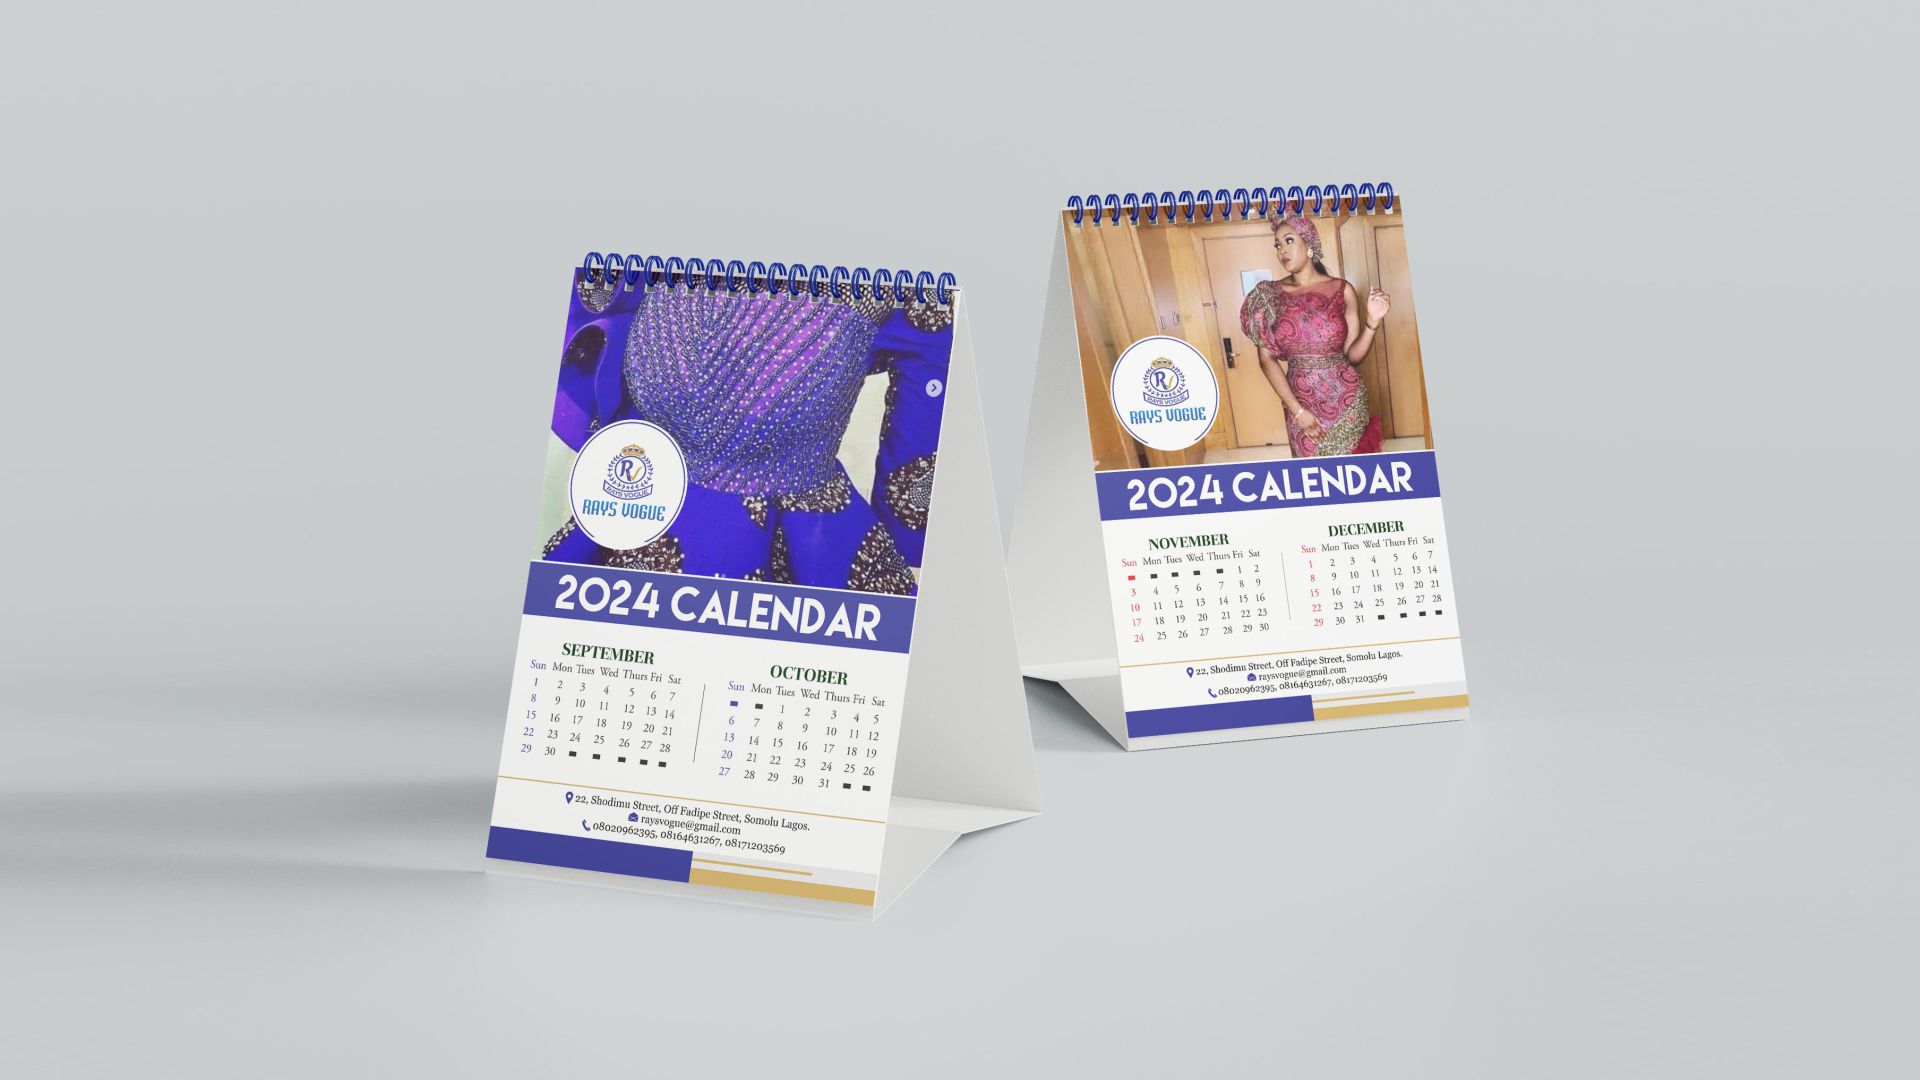 RV
RAYS VOGUE
RAYS VOGUE
2024 CALENDAR
SEPTEMBER
Sun Mon Tues Wed Thurs Fri Sat
1 2 3 4 5 6 7
8 9 10 11 12 13 14
15 16 17 18 19 20 21
22 23 24 25 26 27 28
29 30 - - - - -
OCTOBER
Sun Mon Tues Wed Thurs Fri Sat
- - 1 2 3 4 5
6 7 8 9 10 11 12
13 14 15 16 17 18 19
20 21 22 23 24 25 26
27 28 29 30 31 - -
22, Shodimu Street, Off Fadipe Street, Somolu Lagos.
raysvogue@gmail.com
08020962395, 08164631267, 08171203569
RV
RAYS VOGUE
RAYS VOGUE
2024 CALENDAR
NOVEMBER
Sun Mon Tues Wed Thurs Fri Sat
- - - - - 1 2
3 4 5 6 7 8 9
10 11 12 13 14 15 16
17 18 19 20 21 22 23
24 25 26 27 28 29 30
DECEMBER
Sun Mon Tues Wed Thurs Fri Sat
1 2 3 4 5 6 7
8 9 10 11 12 13 14
15 16 17 18 19 20 21
22 23 24 25 26 27 28
29 30 31 - - - -
22, Shodimu Street, Off Fadipe Street, Somolu Lagos.
raysvogue@gmail.com
08020962395, 08164631267, 08171203569